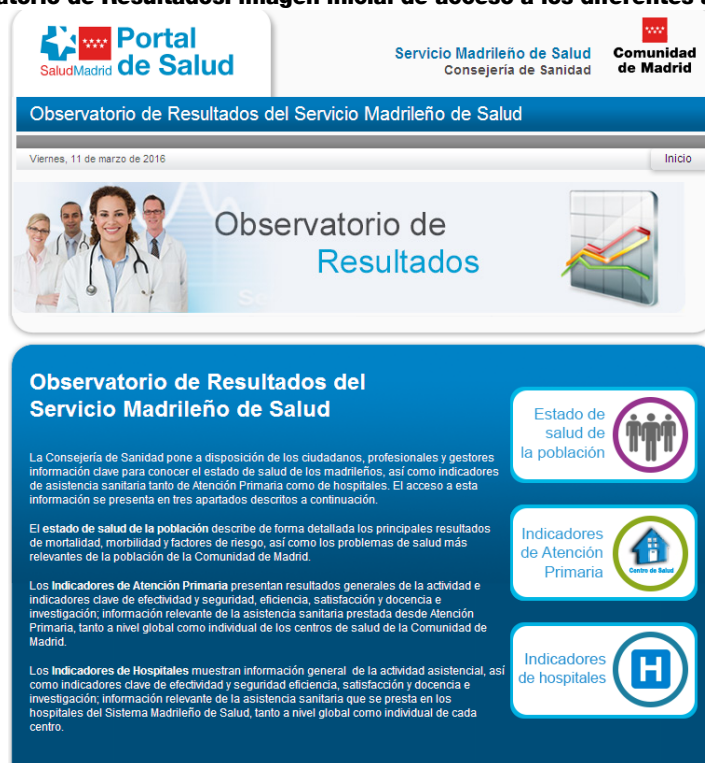 atorio de Resultados. Imagen inicial de acceso a los diferentes
Portal
de Salud
SaludMadrid
Servicio Madrileño de Salud
Consejería de Sanidad
Comunidad
de Madrid
Observatorio de Resultados del Servicio Madrileño de Salud
Viernes, 11 de marzo de 2016
Inicio
Observatorio de
Resultados
Observatorio de Resultados del
Servicio Madrileño de Salud
La Consejería de Sanidad pone a disposición de los ciudadanos, profesionales y gestores
información clave para conocer el estado de salud de los madrileños, así como indicadores
de asistencia sanitaria tanto de Atención Primaria como de hospitales. El acceso a esta
información se presenta en tres apartados descritos a continuación.
El estado de salud de la población describe de forma detallada los principales resultados
de mortalidad, morbilidad y factores de riesgo, así como los problemas de salud más
relevantes de la población de la Comunidad de Madrid.
Los Indicadores de Atención Primaria presentan resultados generales de la actividad e
indicadores clave de efectividad y seguridad, eficiencia, satisfacción y docencia e
investigación; información relevante de la asistencia sanitaria prestada desde Atención
Primaria, tanto a nivel global como individual de los centros de salud de la Comunidad de
Madrid.
Los Indicadores de Hospitales muestran información general de la actividad asistencial, así
como indicadores clave de efectividad y seguridad eficiencia, satisfacción y docencia e
investigación; información relevante de la asistencia sanitaria que se presta en los
hospitales del Sistema Madrileño de Salud, tanto a nivel global como individual de cada
centro.
Estado de
salud de
la población
Indicadores
de Atención
Primaria
Centro de Salud
Indicadores
de hospitales
H